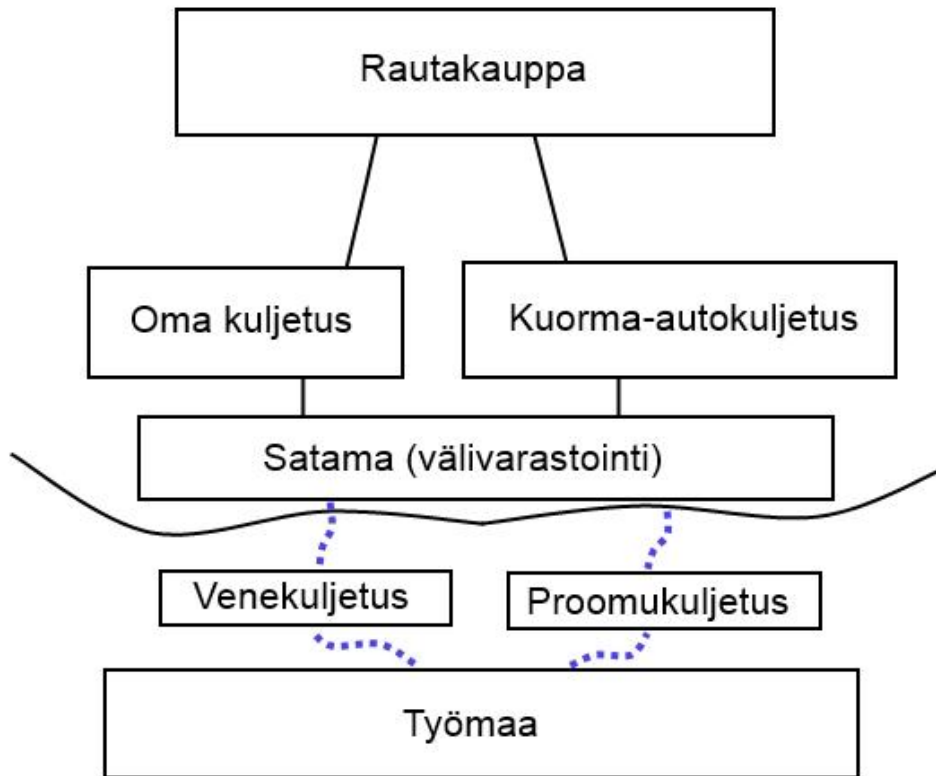 Rautakauppa
Oma kuljetus
Kuorma-autokuljetus
Satama (välivarastointi)
Venekuljetus
Proomukuljetus
Työmaa